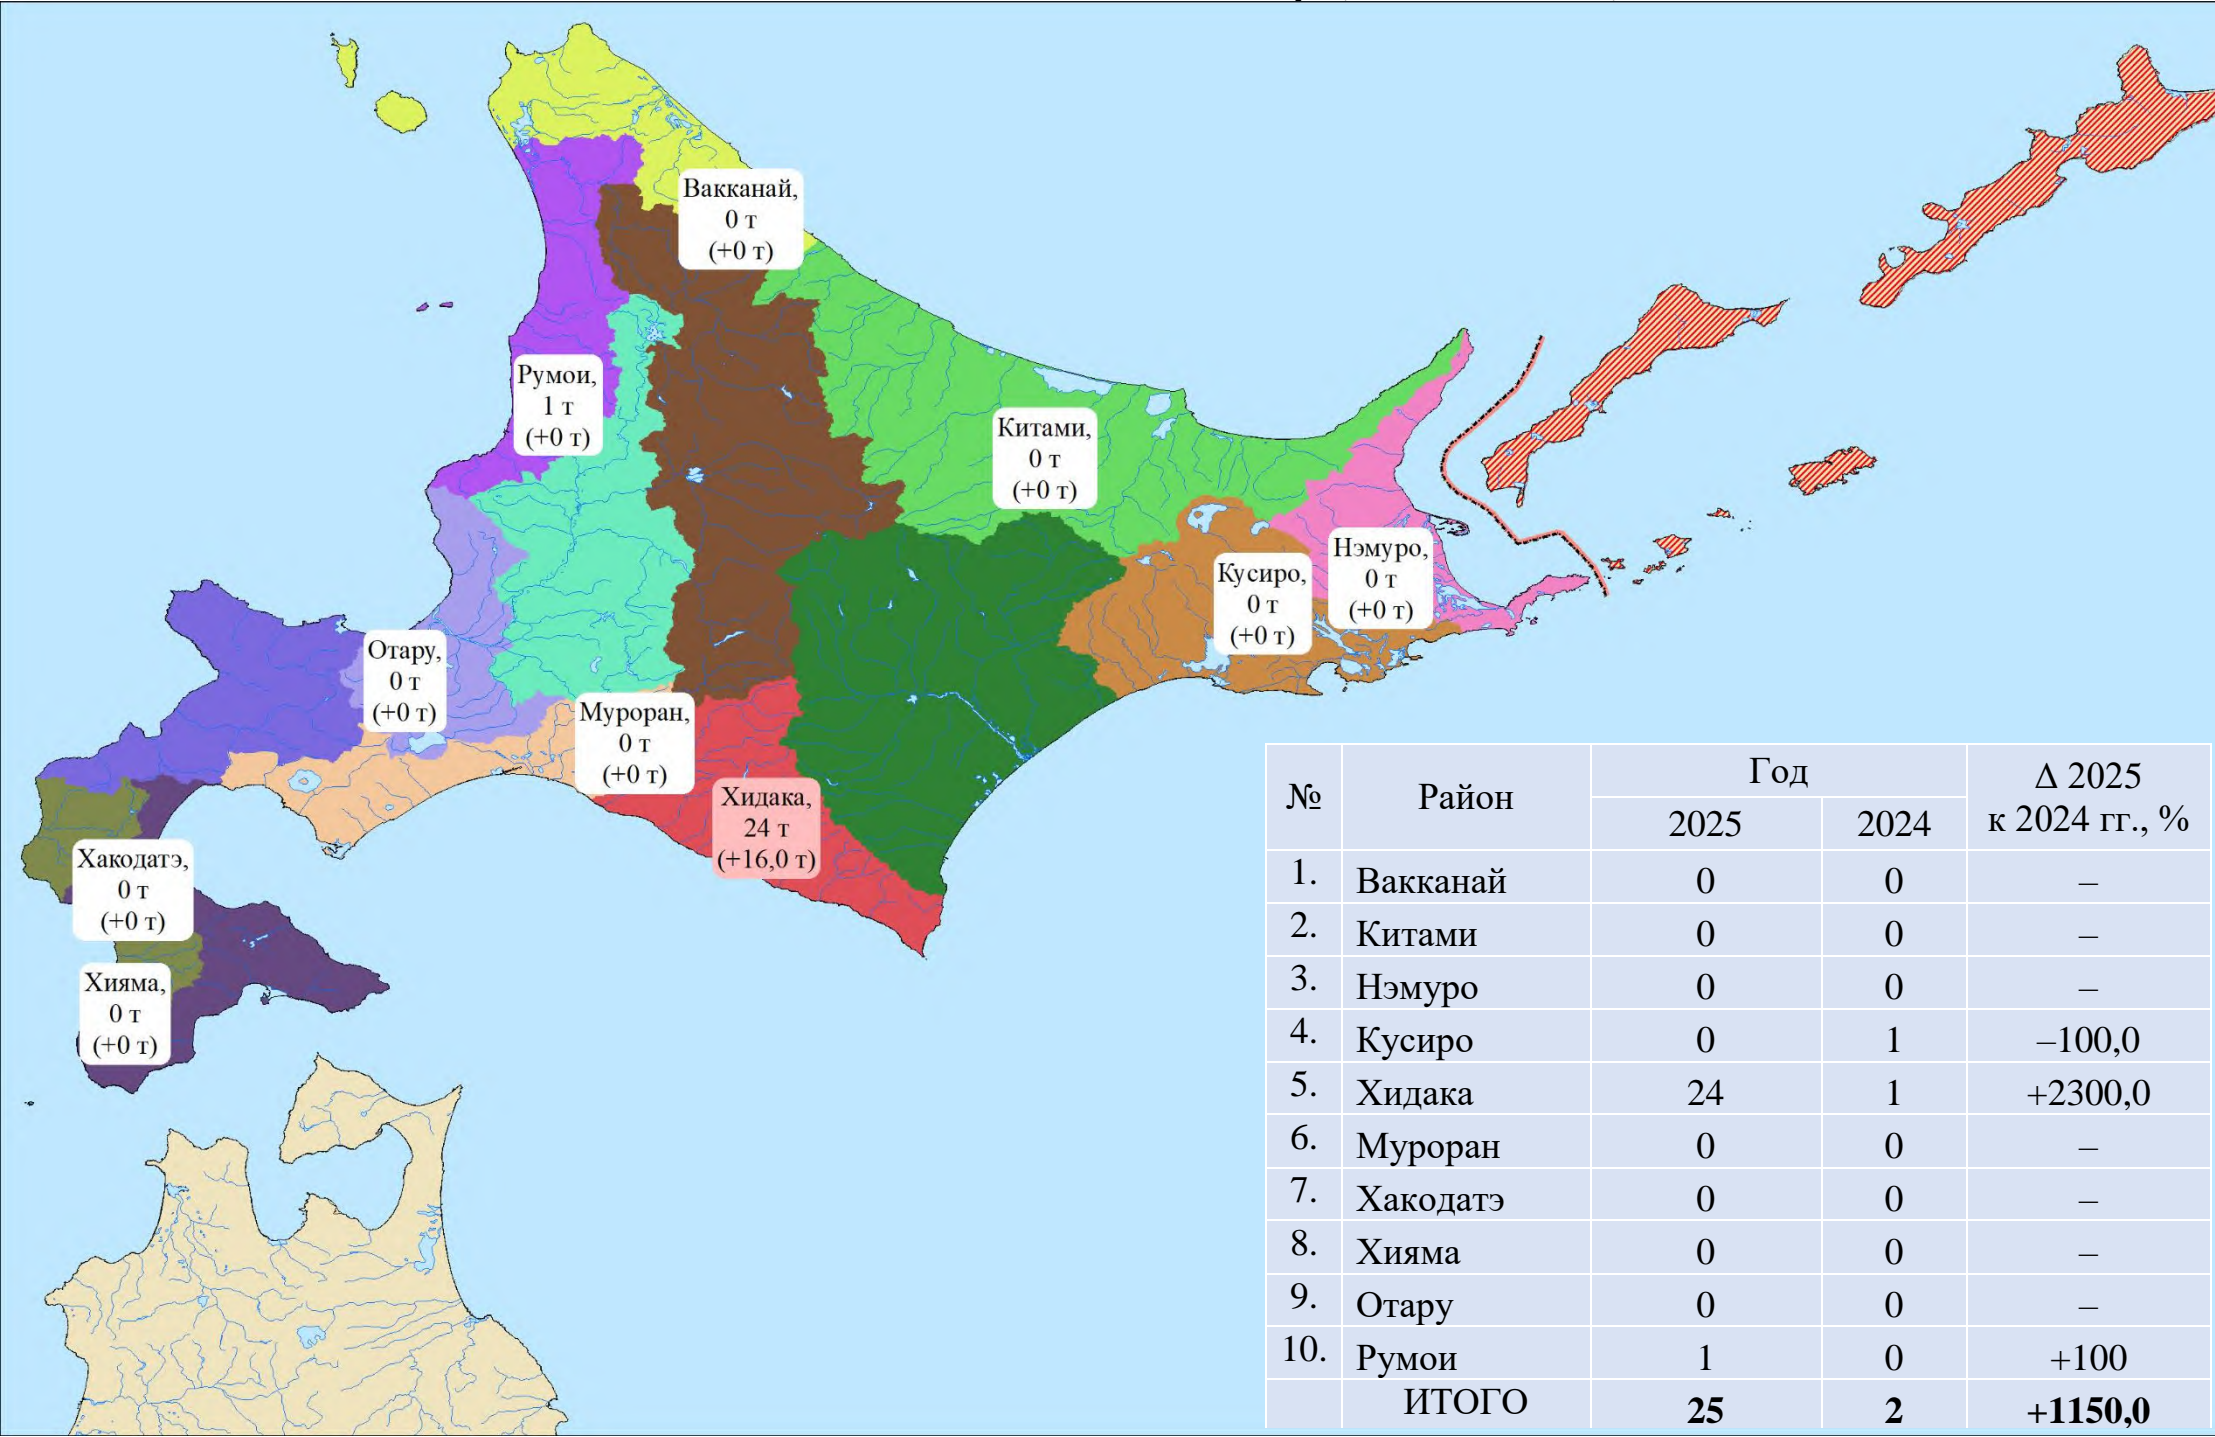 Вакканай,
0 т
(+0 т)
Румои,
1 т
(+0 т)
Китами,
0 т
(+0 т)
Нэмуро,
0 т
(+0 т)
Кусиро,
0 т
(+0 т)
Отару,
0 т
(+0 т)
Муроран,
0 т
(+0 т)
Хидака,
24 т
(+16,0 т)
Хакодатэ,
0 т
(+0 т)
Хияма,
0 т
(+0 т)
№ Район Год Δ 2025
2025 2024 к 2024 гг., %
1. Вакканай 0 0 –
2. Китами 0 0 –
3. Нэмуро 0 0 –
4. Кусиро 0 1 –100,0
5. Хидака 24 1 +2300,0
6. Муроран 0 0 –
7. Хакодатэ 0 0 –
8. Хияма 0 0 –
9. Отару 0 0 –
10. Румои 1 0 +100
ИТОГО 25 2 +1150,0